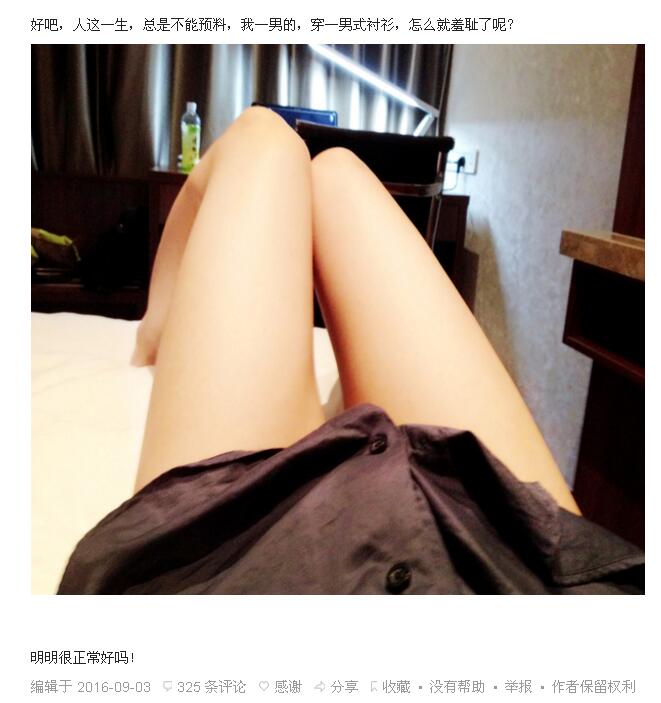 好吧，人这一生，总是不能预料，我一男的，穿一男式衬衫，怎么就羞耻了呢？
明明很正常好吗！
编辑于 2016-09-03 325 条评论 感谢 分享 收藏 • 没有帮助 • 举报 • 作者保留权利